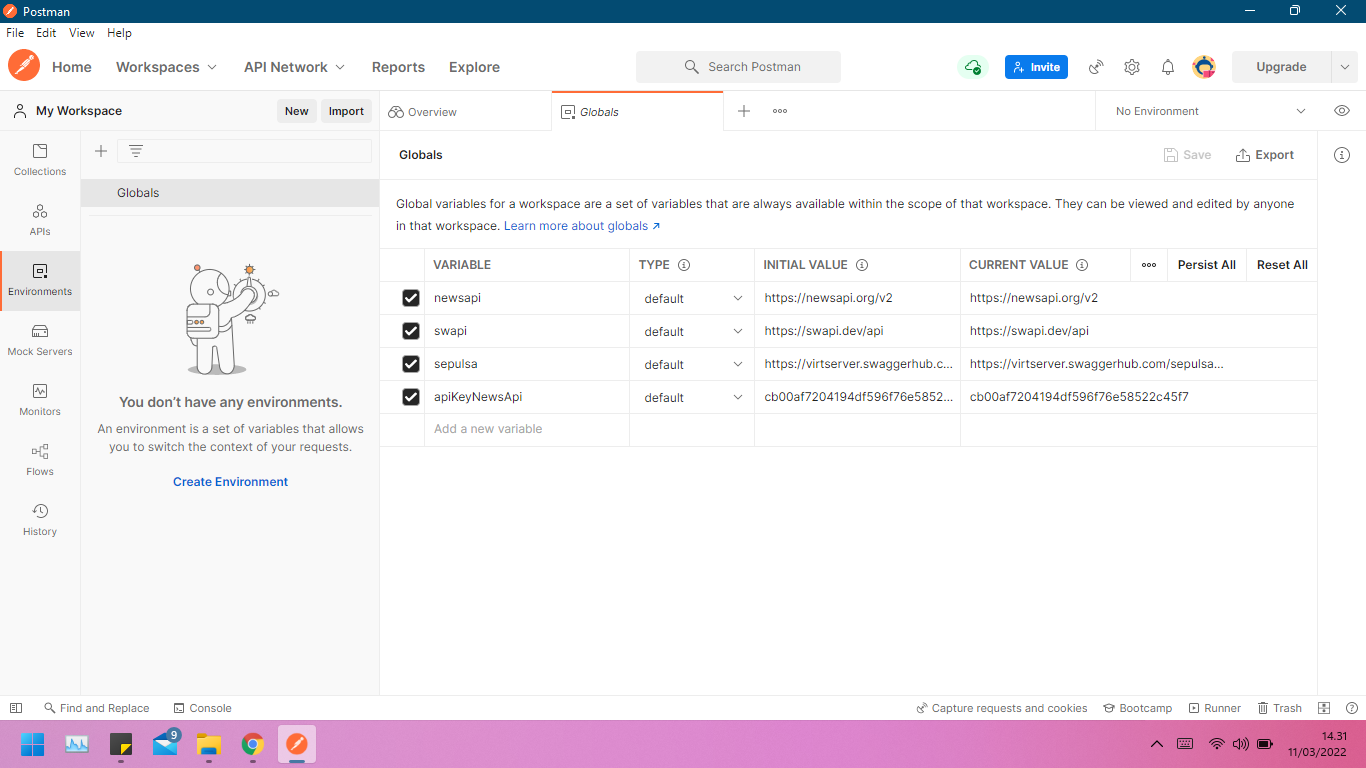 Postman
File Edit View Help
Home Workspaces API Network Reports Explore Search Postman Invite Upgrade
My Workspace New Import Overview Globals No Environment
Globals Save Export
Collections
Globals
APIs
Environments
Mock Servers
Monitors
Flows
History
You don't have any environments.
An environment is a set of variables that allows
you to switch the context of your requests.
Create Environment
Global variables for a workspace are a set of variables that are always available within the scope of that workspace. They can be viewed and edited by anyone
in that workspace. Learn more about globals ↗
VARIABLE TYPE INITIAL VALUE CURRENT VALUE Persist All Reset All
newsapi default https://newsapi.org/v2 https://newsapi.org/v2
swapi default https://swapi.dev/api https://swapi.dev/api
sepulsa default https://virtserver.swaggerhub.c... https://virtserver.swaggerhub.com/sepulsa...
apiKeyNewsApi default cb00af7204194df596f76e5852... cb00af7204194df596f76e58522c45f7
Add a new variable
Find and Replace Console Capture requests and cookies Bootcamp Runner Trash
9
14.31
11/03/2022